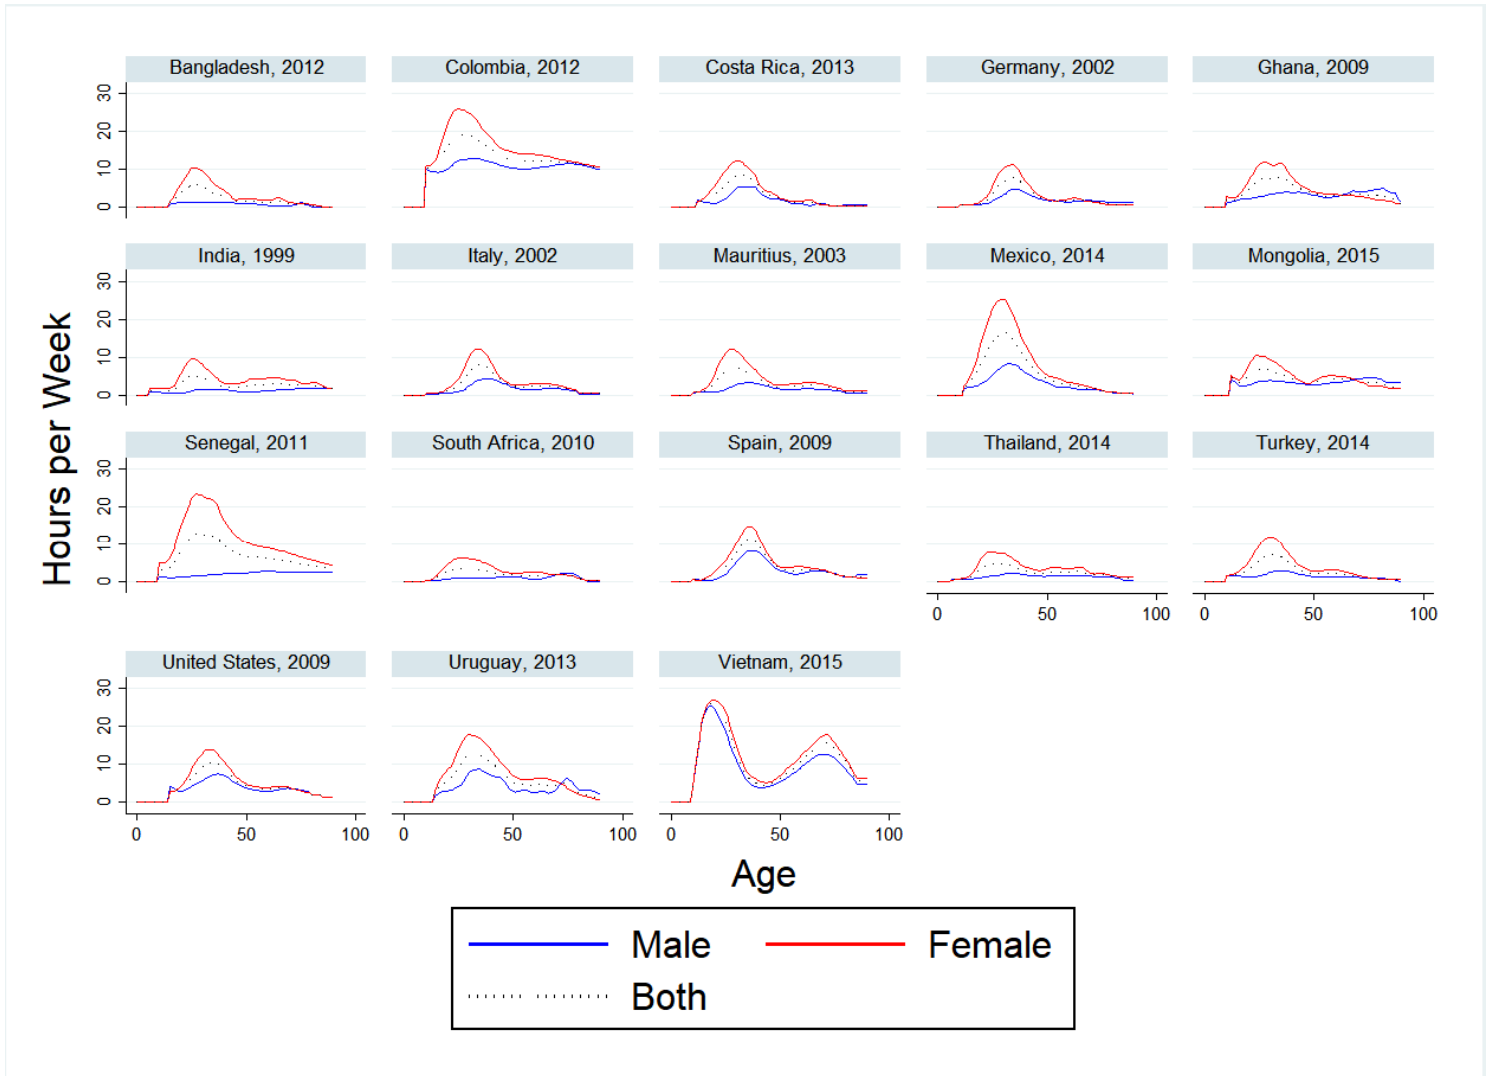 Bangladesh, 2012 Colombia, 2012 Costa Rica, 2013 Germany, 2002 Ghana, 2009
30
20
10
0
India, 1999 Italy, 2002 Mauritius, 2003 Mexico, 2014 Mongolia, 2015
30
20
10
0
Hours per Week
Senegal, 2011 South Africa, 2010 Spain, 2009 Thailand, 2014 Turkey, 2014
30
20
10
0
0 50 100 0 50 100
United States, 2009 Uruguay, 2013 Vietnam, 2015
30
20
10
0
0 50 100 0 50 100 0 50 100
Age
Male Female
Both